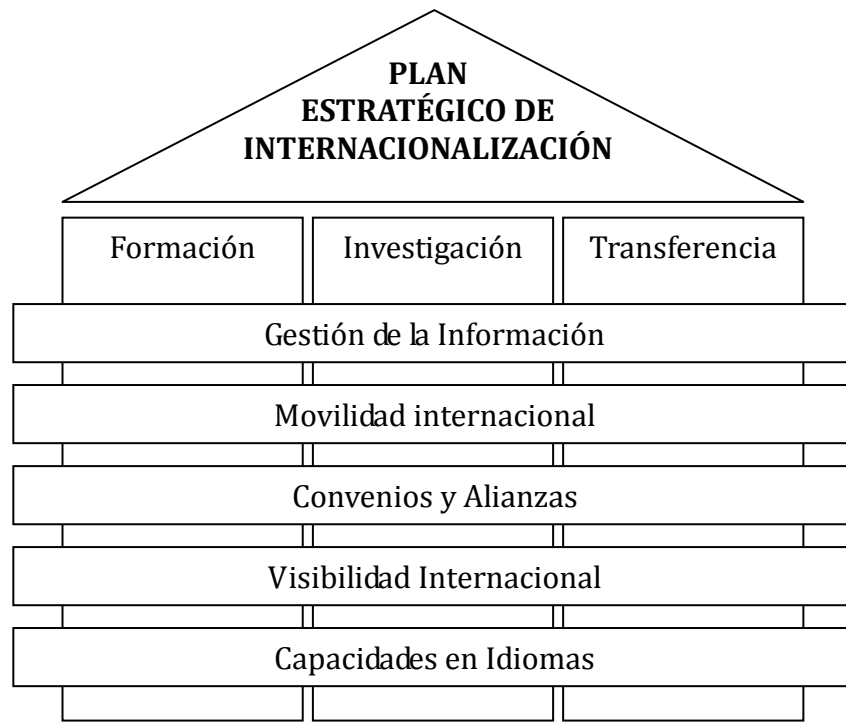 PLAN
ESTRATÉGICO DE
INTERNACIONALIZACIÓN
Formación
Investigación
Transferencia
Gestión de la Información
Movilidad internacional
Convenios y Alianzas
Visibilidad Internacional
Capacidades en Idiomas